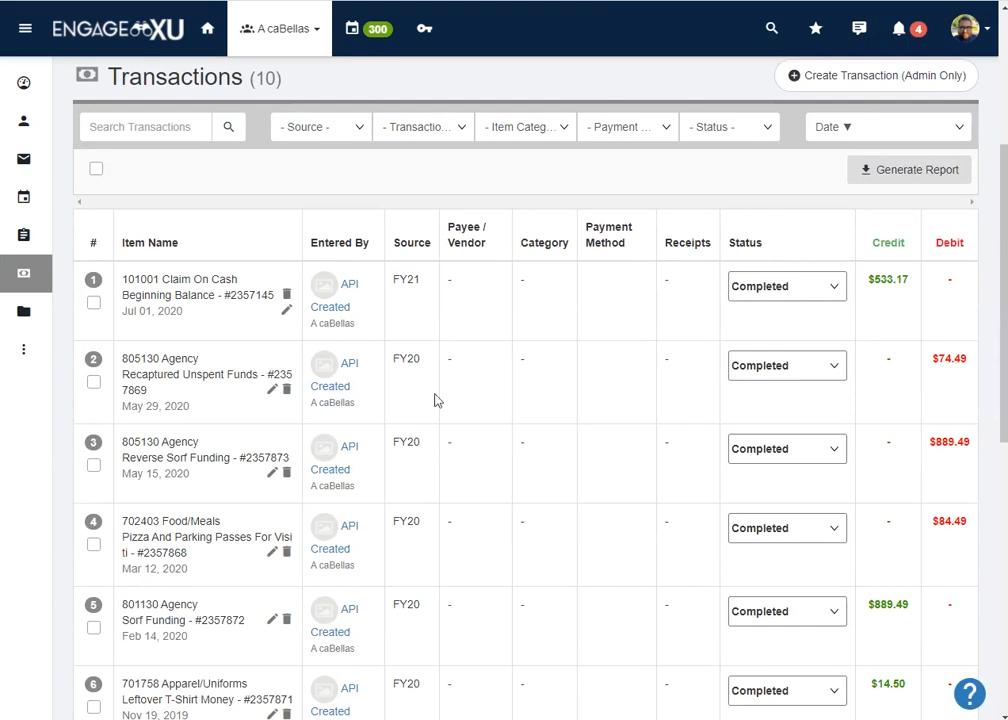 ENGAGE XU
A caBellas
300
4
Transactions (10)
Create Transaction (Admin Only)
Search Transactions
- Source -
- Transactio...
- Item Categ...
- Payment ...
- Status -
Date ▼
Generate Report
# Item Name Entered By Source Payee / Vendor Category Payment Method Receipts Status Credit Debit
1 101001 Claim On Cash API FY21 - - - Completed $533.17 -
Beginning Balance - #2357145 Created
Jul 01, 2020 A caBellas
2 805130 Agency API FY20 - - - Completed - $74.49
Recaptured Unspent Funds - #235 Created
7869
May 29, 2020 A caBellas
3 805130 Agency API FY20 - - - Completed - $889.49
Reverse Sorf Funding - #2357873 Created
May 15, 2020 A caBellas
4 702403 Food/Meals API FY20 - - - Completed - $84.49
Pizza And Parking Passes For Visi Created
ti - #2357868
Mar 12, 2020 A caBellas
5 801130 Agency API FY20 - - - Completed $889.49 -
Sorf Funding - #2357872 Created
Feb 14, 2020 A caBellas
6 701758 Apparel/Uniforms API FY20 - - - Completed $14.50 -
Leftover T-Shirt Money - #2357871 Created
Nov 19, 2019
?